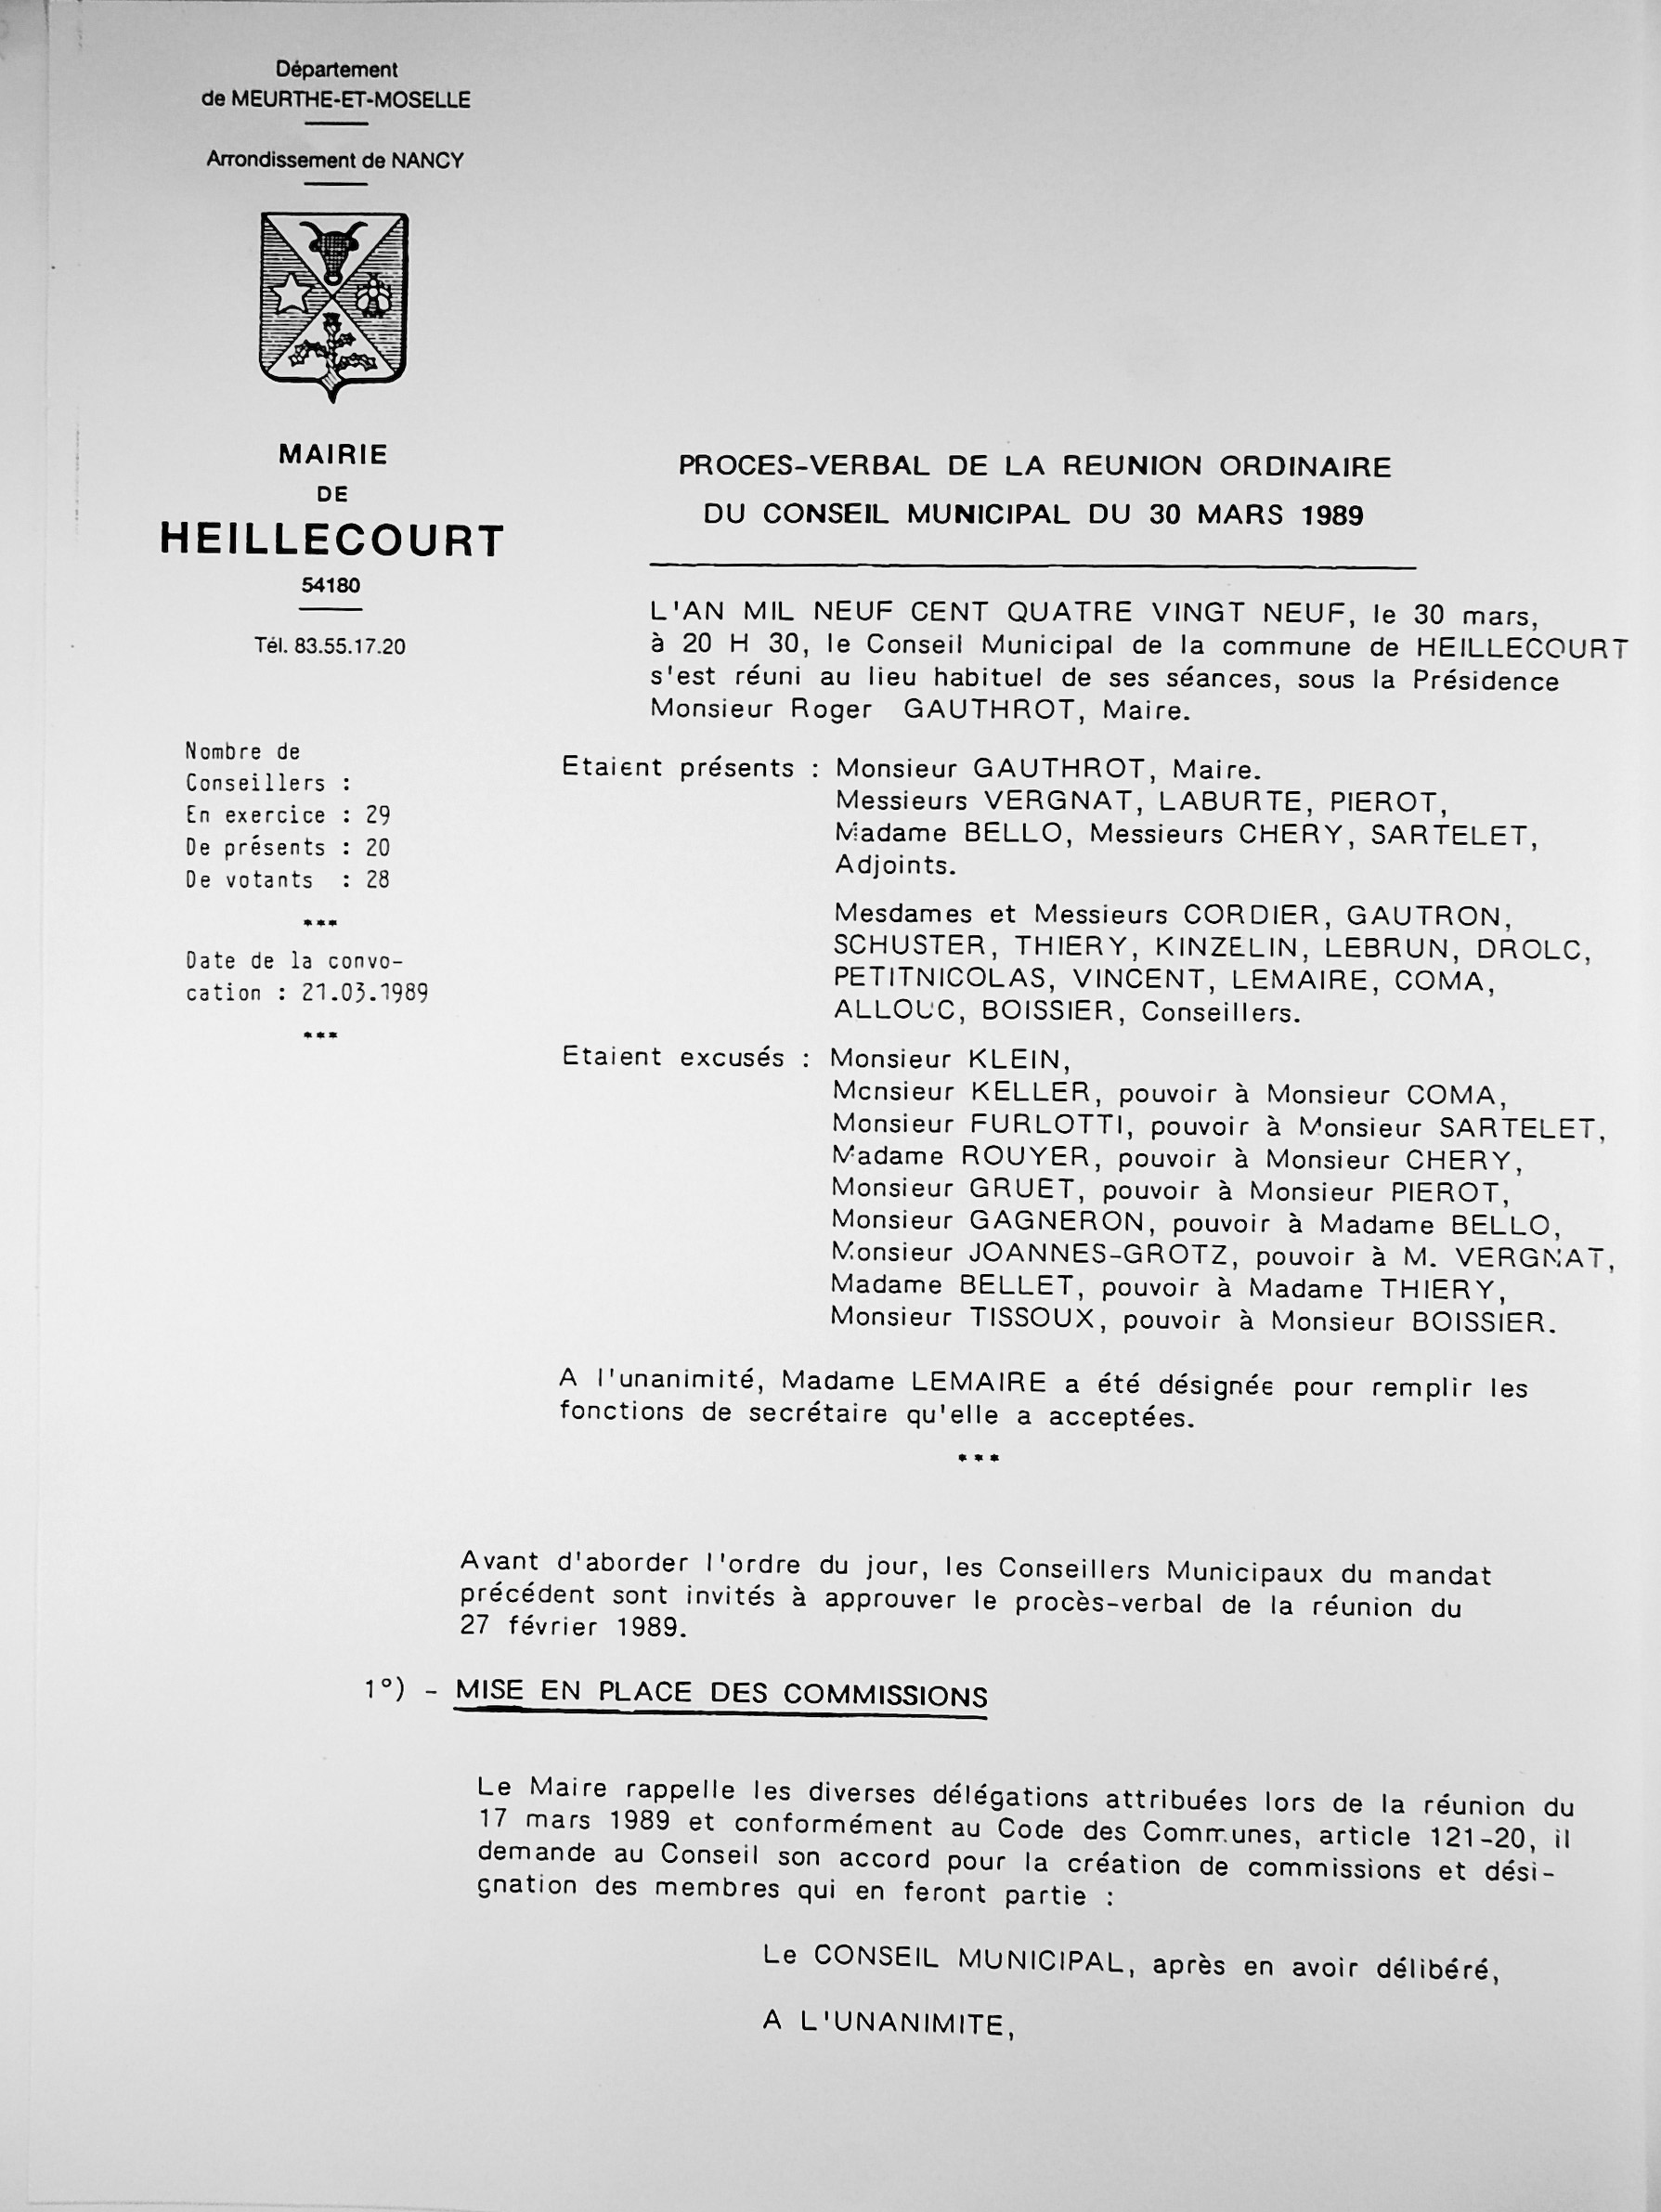 Département
de MEURTHE-ET-MOSELLE
Arrondissement de NANCY
MAIRIE
DE
HEILLECOURT
54180
Tél. 83.55.17.20
Nombre de
Conseillers :
En exercice : 29
De présents : 20
De votants : 28
***
Date de la convo-
cation : 21.03.1989
***
PROCES-VERBAL DE LA REUNION ORDINAIRE
DU CONSEIL MUNICIPAL DU 30 MARS 1989
L'AN MIL NEUF CENT QUATRE VINGT NEUF, le 30 mars,
à 20 H 30, le Conseil Municipal de la commune de HEILLECOURT
s'est réuni au lieu habituel de ses séances, sous la Présidence
Monsieur Roger GAUTHROT, Maire.
Etaient présents : Monsieur GAUTHROT, Maire.
Messieurs VERGNAT, LABURTE, PIEROT,
Madame BELLO, Messieurs CHERY, SARTELET,
Adjoints.
Mesdames et Messieurs CORDIER, GAUTRON,
SCHUSTER, THIERY, KINZELIN, LEBRUN, DROLC,
PETITNICOLAS, VINCENT, LEMAIRE, COMA,
ALLOUC, BOISSIER, Conseillers.
Etaient excusés : Monsieur KLEIN,
Monsieur KELLER, pouvoir à Monsieur COMA,
Monsieur FURLOTTI, pouvoir à Monsieur SARTELET,
Madame ROUYER, pouvoir à Monsieur CHERY,
Monsieur GRUET, pouvoir à Monsieur PIEROT,
Monsieur GAGNERON, pouvoir à Madame BELLO,
Monsieur JOANNES-GROTZ, pouvoir à M. VERGNAT,
Madame BELLET, pouvoir à Madame THIERY,
Monsieur TISSOUX, pouvoir à Monsieur BOISSIER.
A l'unanimité, Madame LEMAIRE a été désignée pour remplir les
fonctions de secrétaire qu'elle a acceptées.
***
Avant d'aborder l'ordre du jour, les Conseillers Municipaux du mandat
précédent sont invités à approuver le procès-verbal de la réunion du
27 février 1989.
1°) - MISE EN PLACE DES COMMISSIONS
Le Maire rappelle les diverses délégations attribuées lors de la réunion du
17 mars 1989 et conformément au Code des Communes, article 121-20, il
demande au Conseil son accord pour la création de commissions et dési-
gnation des membres qui en feront partie :
Le CONSEIL MUNICIPAL, après en avoir délibéré,
A L'UNANIMITE,